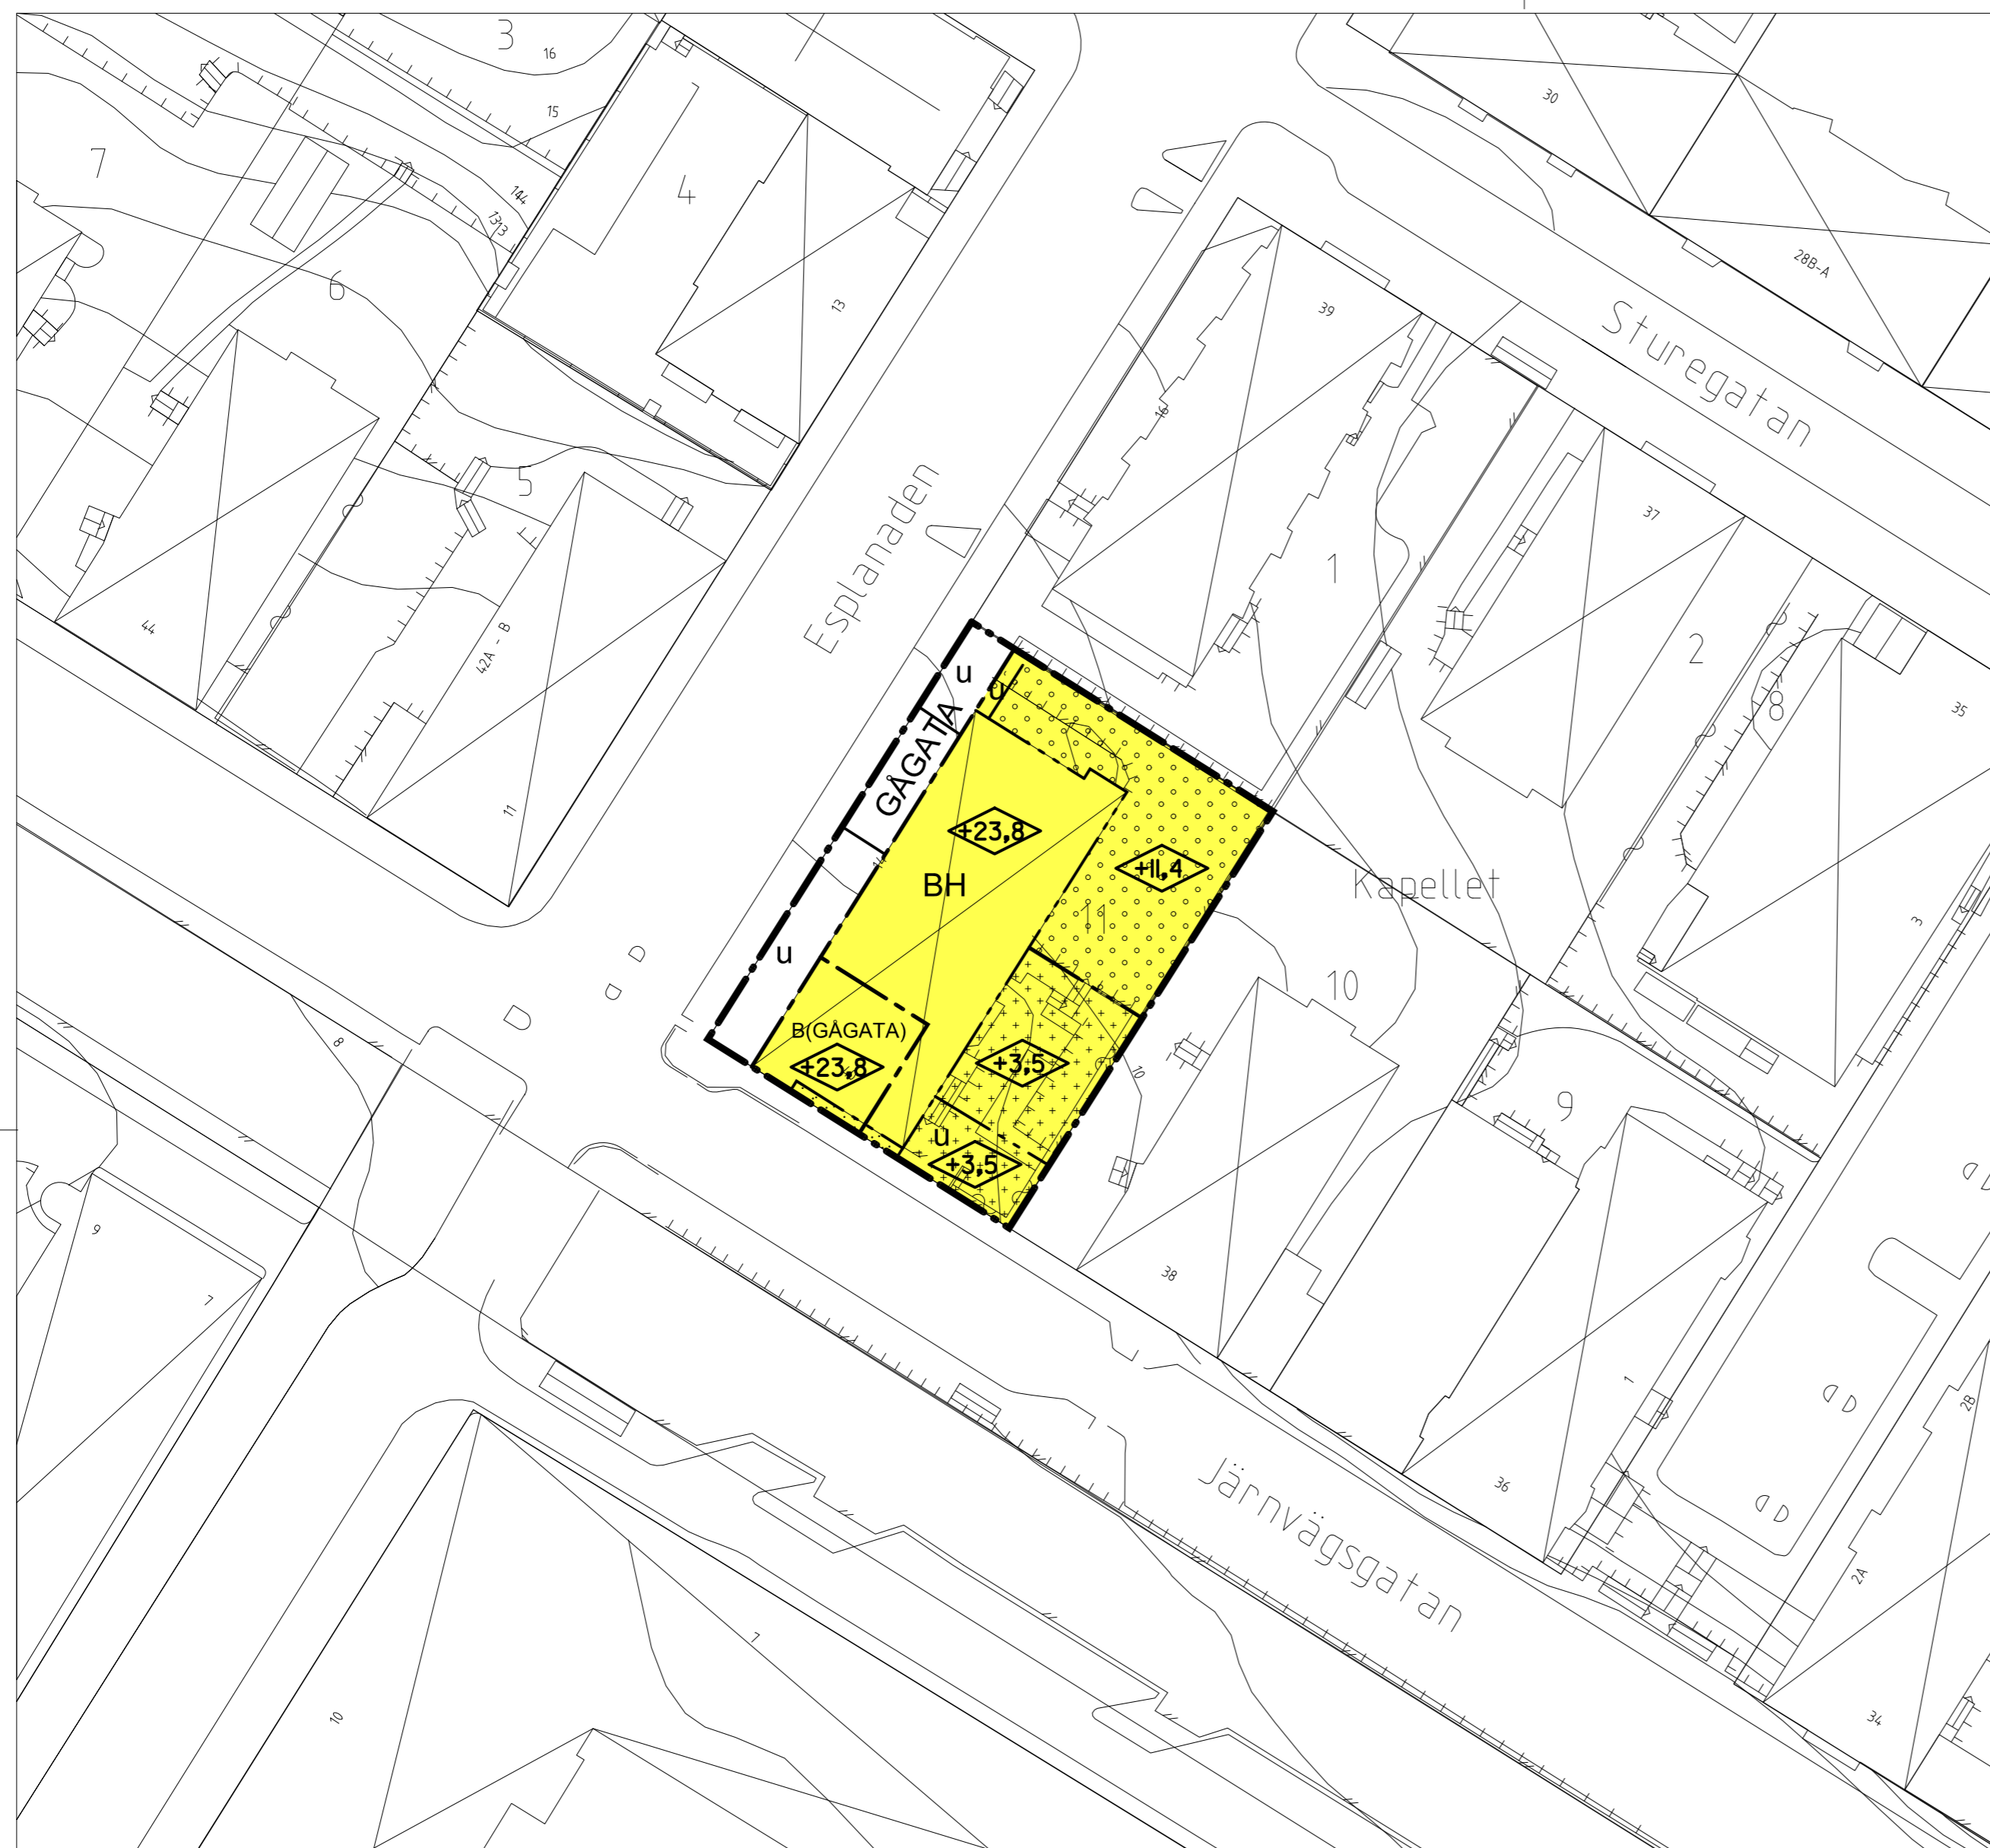 3
16
15
7
144
1313
4
6
13
5
44
42A - B
11
30
28B-A
Sturegatan
39
16
37
1
2
8
35
Esplanaden
u
u
GÅGATA
+23,8
14
BH
+11,4
11
Kapellet
u
10
3
B(GÅGATA)
+23,8
+3,5
10
9
u
+3,5
8
9
7
38
1
36
2B
2A
Järnvägsgatan
34
7
10